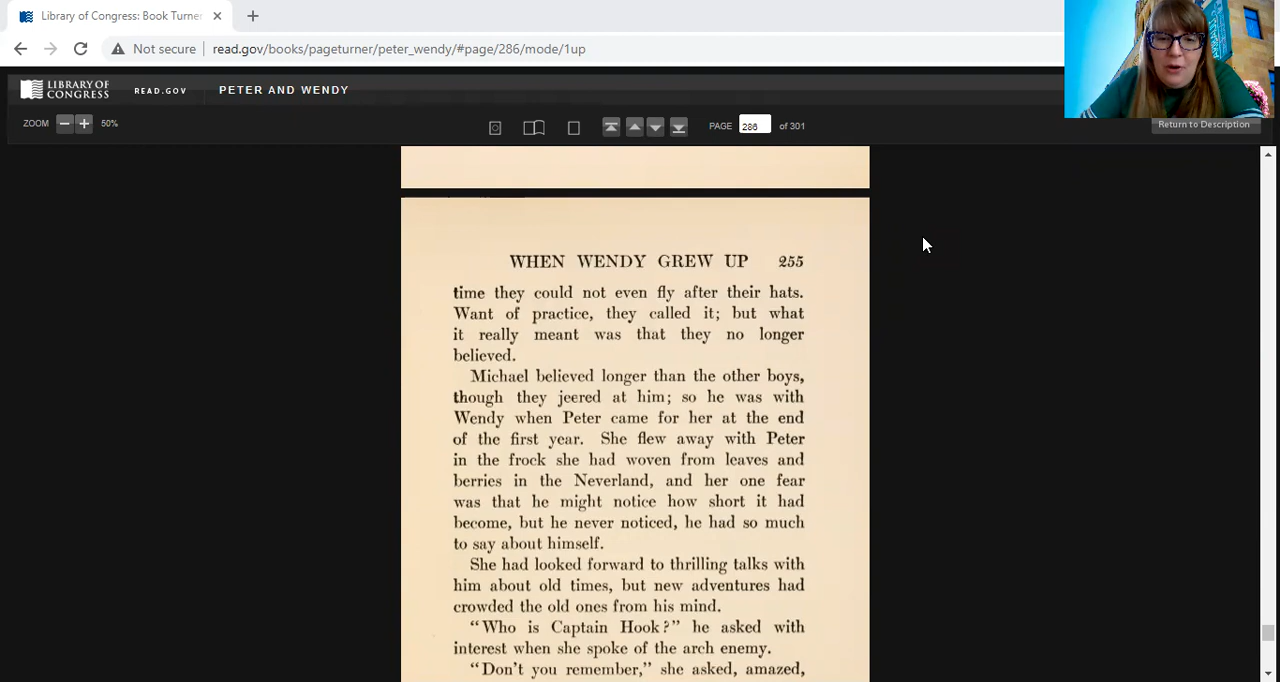 Library of Congress: Book Turner
Not secure
read.gov/books/pageturner/peter_wendy/#page/286/mode/1up
LIBRARY OF
CONGRESS
READ.GOV
PETER AND WENDY
ZOOM
50%
PAGE 286 of 301
Return to Description
WHEN WENDY GREW UP 255
time they could not even fly after their hats.
Want of practice, they called it; but what
it really meant was that they no longer
believed.
Michael believed longer than the other boys,
though they jeered at him; so he was with
Wendy when Peter came for her at the end
of the first year. She flew away with Peter
in the frock she had woven from leaves and
berries in the Neverland, and her one fear
was that he might notice how short it had
become, but he never noticed, he had so much
to say about himself.
She had looked forward to thrilling talks with
him about old times, but new adventures had
crowded the old ones from his mind.
"Who is Captain Hook?" he asked with
interest when she spoke of the arch enemy.
"Don't you remember," she asked, amazed,